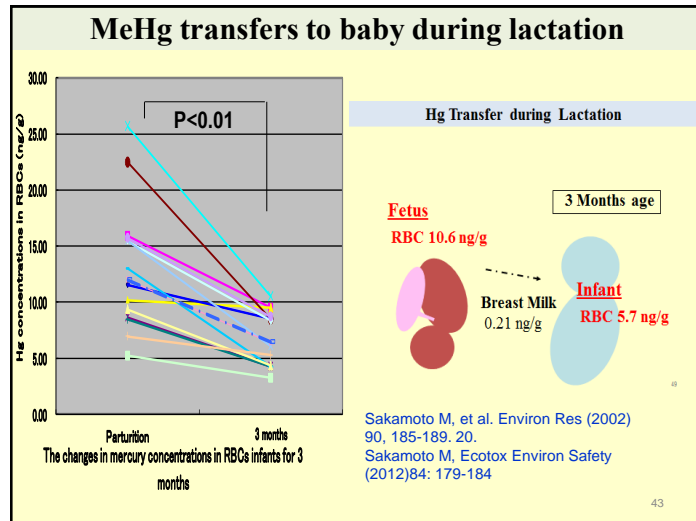 MeHg transfers to baby during lactation
30.00
25.00
20.00
15.00
10.00
5.00
0.00
Hg concentrations in RBCs (ng/g)
P<0.01
Parturition
3 months
The changes in mercury concentrations in RBCs infants for 3
months
Hg Transfer during Lactation
3 Months age
Fetus
RBC 10.6 ng/g
Breast Milk
0.21 ng/g
Infant
RBC 5.7 ng/g
49
Sakamoto M, et al. Environ Res (2002)
90, 185-189. 20.
Sakamoto M, Ecotox Environ Safety
(2012)84: 179-184
43